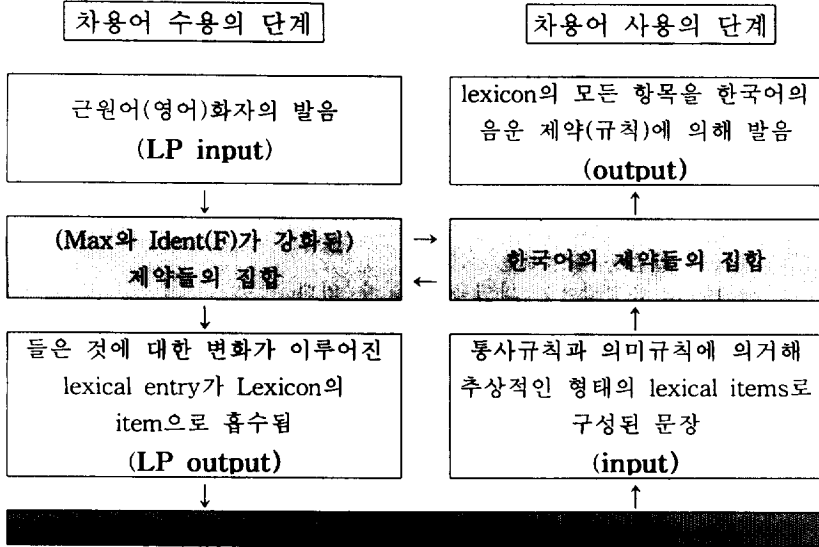 차용어 수용의 단계
근원어(영어)화자의 발음
(LP input)
↓
(Max와 Ident(F)가 강화된)
제약들의 집합
↓
들은 것에 대한 변화가 이루어진
lexical entry가 Lexicon의
item으로 흡수됨
(LP output)
↓
차용어 사용의 단계
lexicon의 모든 항목을 한국어의
음운 제약(규칙)에 의해 발음
(output)
↑
→
←
한국어의 제약들의 집합
↑
통사규칙과 의미규칙에 의거해
추상적인 형태의 lexical items로
구성된 문장
(input)
↑